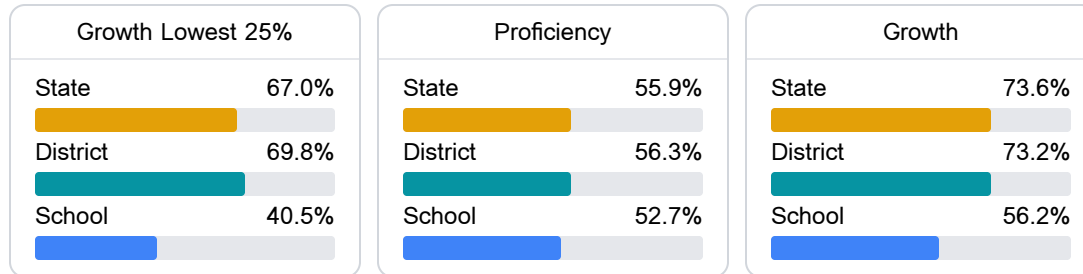 Growth Lowest 25%
State 67.0%
District 69.8%
School 40.5%
Proficiency
State 55.9%
District 56.3%
School 52.7%
Growth
State 73.6%
District 73.2%
School 56.2%